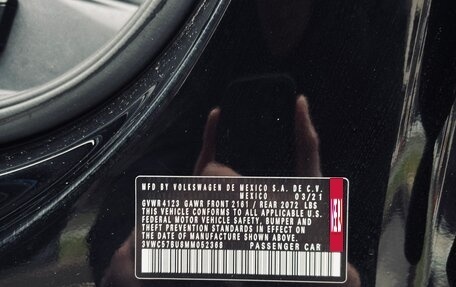 MFD BY VOLKSWAGEN DE MEXICO S.A. DE C.V.
MEXICO 03/21
GVWR 4123 GAWR FRONT 2161 / REAR 2072 LBS
THIS VEHICLE CONFORMS TO ALL APPLICABLE U.S.
FEDERAL MOTOR VEHICLE SAFETY, BUMPER AND
THEFT PREVENTION STANDARDS IN EFFECT ON
THE DATE OF MANUFACTURE SHOWN ABOVE.
3VWC57BU8MM052368 PASSENGER CAR